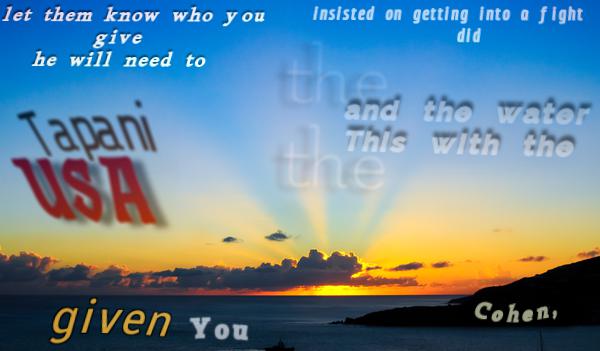 let them know who you
give
he will need to
insisted on getting into a fight
did
the
the
and the water
This with the
Tapani
USA
given
You
Cohen,